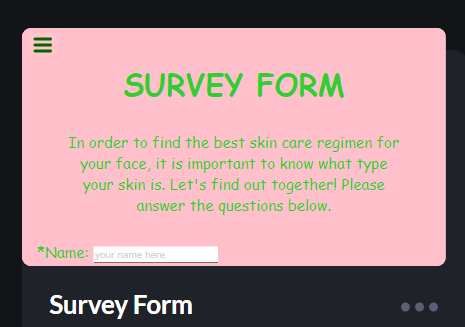 SURVEY FORM
In order to find the best skin care regimen for
your face, it is important to know what type
your skin is. Let's find out together! Please
answer the questions below.
*Name: your name here
Survey Form